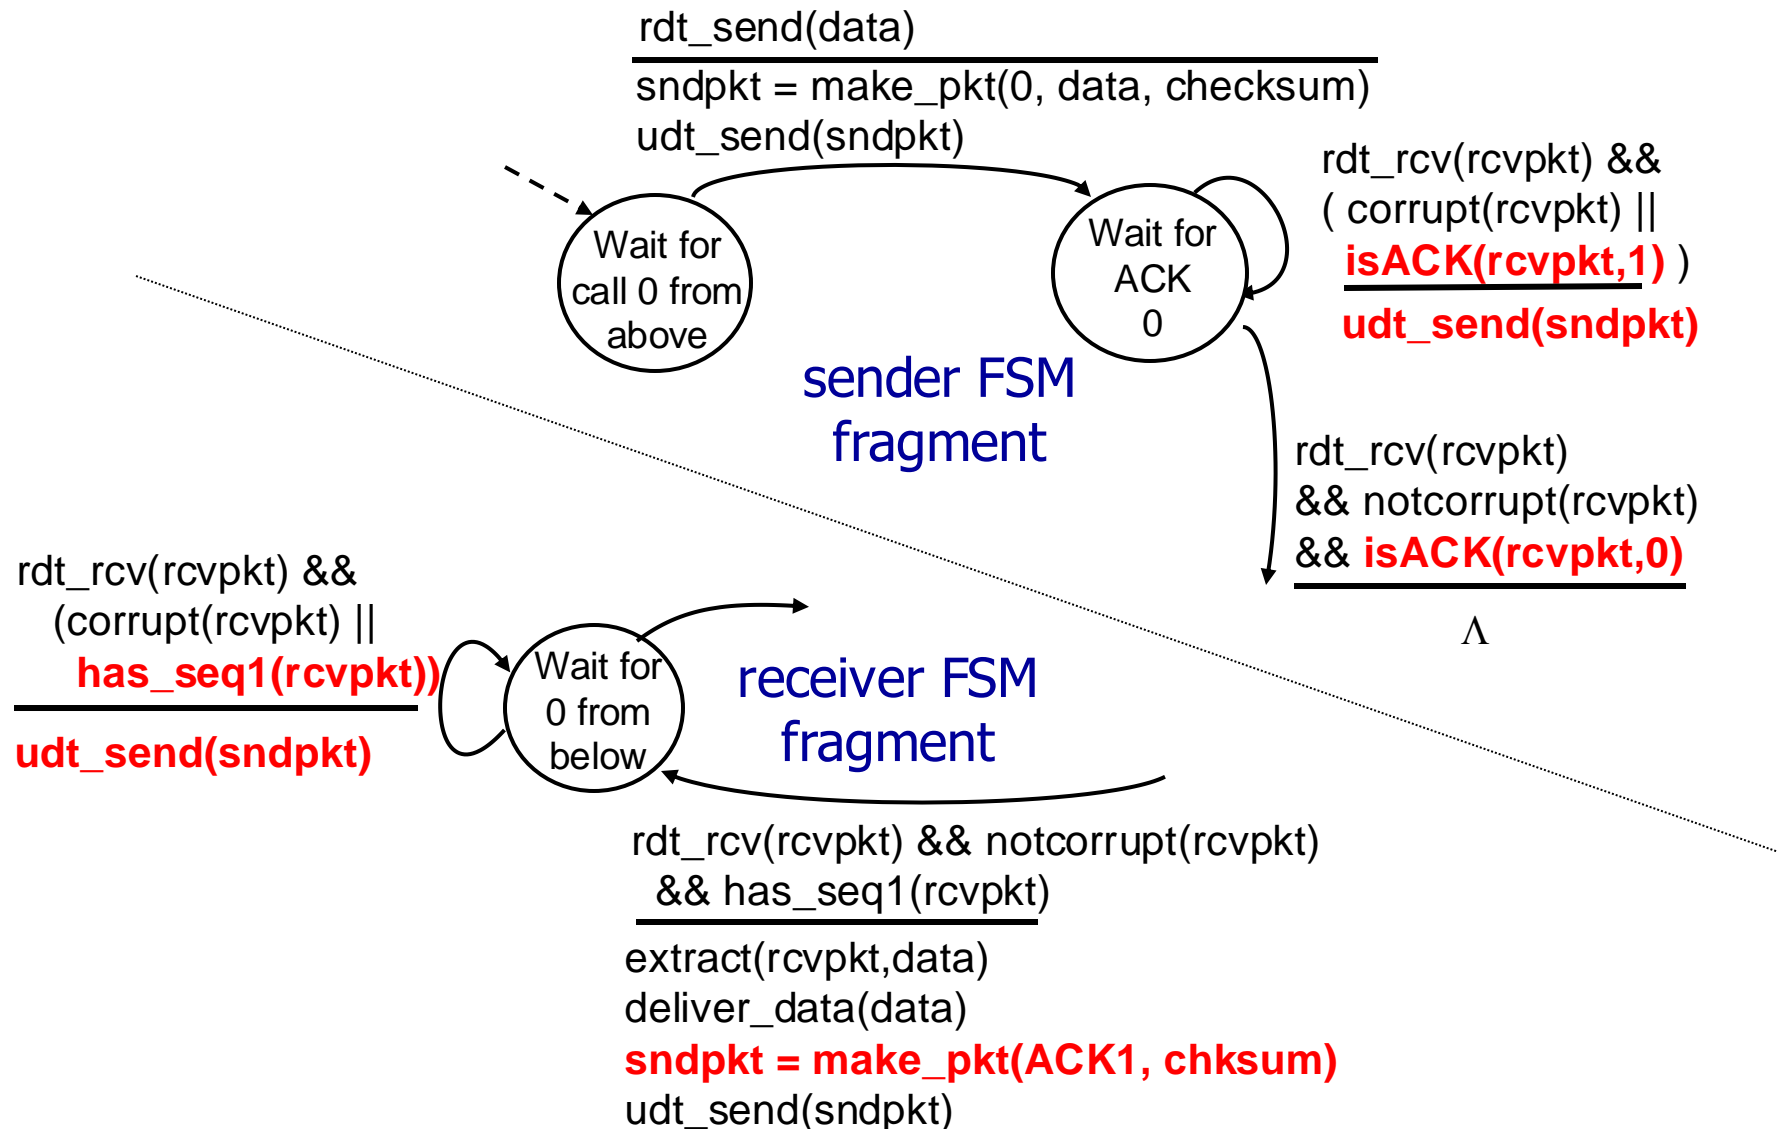 rdt_send(data)
sndpkt = make_pkt(0, data, checksum)
udt_send(sndpkt)
rdt_rcv(rcvpkt) &&
( corrupt(rcvpkt) ||
isACK(rcvpkt,1) )
udt_send(sndpkt)
Wait for
call 0 from
above
Wait for
ACK
0
sender FSM
fragment
rdt_rcv(rcvpkt)
&& notcorrupt(rcvpkt)
&& isACK(rcvpkt,0)
Λ
rdt_rcv(rcvpkt) &&
(corrupt(rcvpkt) ||
has_seq1(rcvpkt))
udt_send(sndpkt)
Wait for
0 from
below
receiver FSM
fragment
rdt_rcv(rcvpkt) && notcorrupt(rcvpkt)
&& has_seq1(rcvpkt)
extract(rcvpkt,data)
deliver_data(data)
sndpkt = make_pkt(ACK1, chksum)
udt_send(sndpkt)